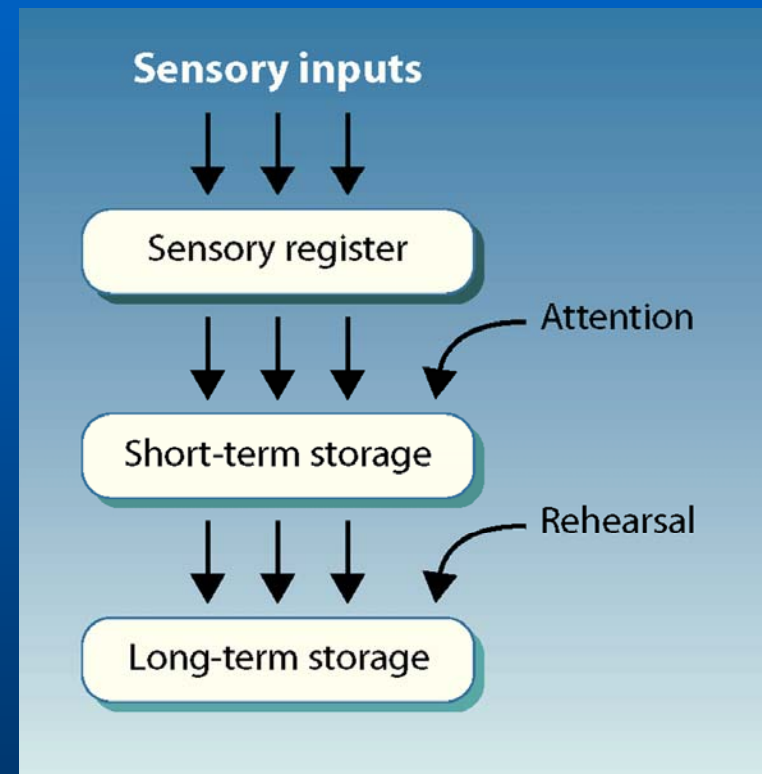 Sensory inputs
Sensory register
Attention
Short-term storage
Rehearsal
Long-term storage